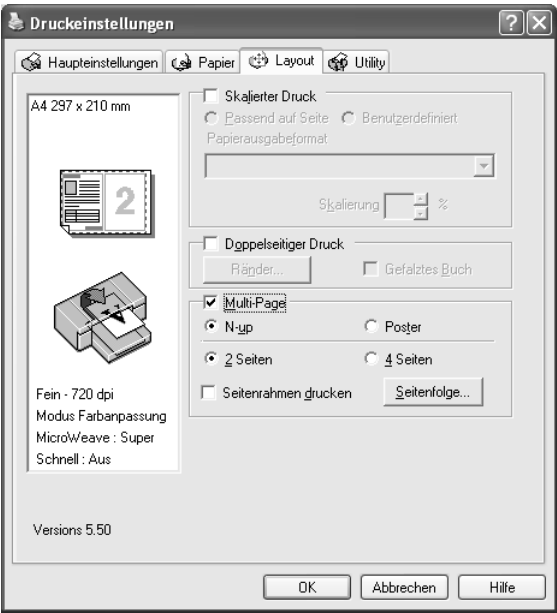 Druckeinstellungen
Haupteinstellungen Papier Layout Utility
A4 297 x 210 mm
2
Fein - 720 dpi
Modus Farbanpassung
MicroWeave : Super
Schnell : Aus
Versions 5.50
Skalierter Druck
Passend auf Seite Benutzerdefiniert
Papierausgabeformat
Skalierung %
Doppelseitiger Druck
Ränder... Gefalztes Buch
Multi-Page
N-up Poster
2 Seiten 4 Seiten
Seitenrahmen drucken Seitenfolge...
OK Abbrechen Hilfe